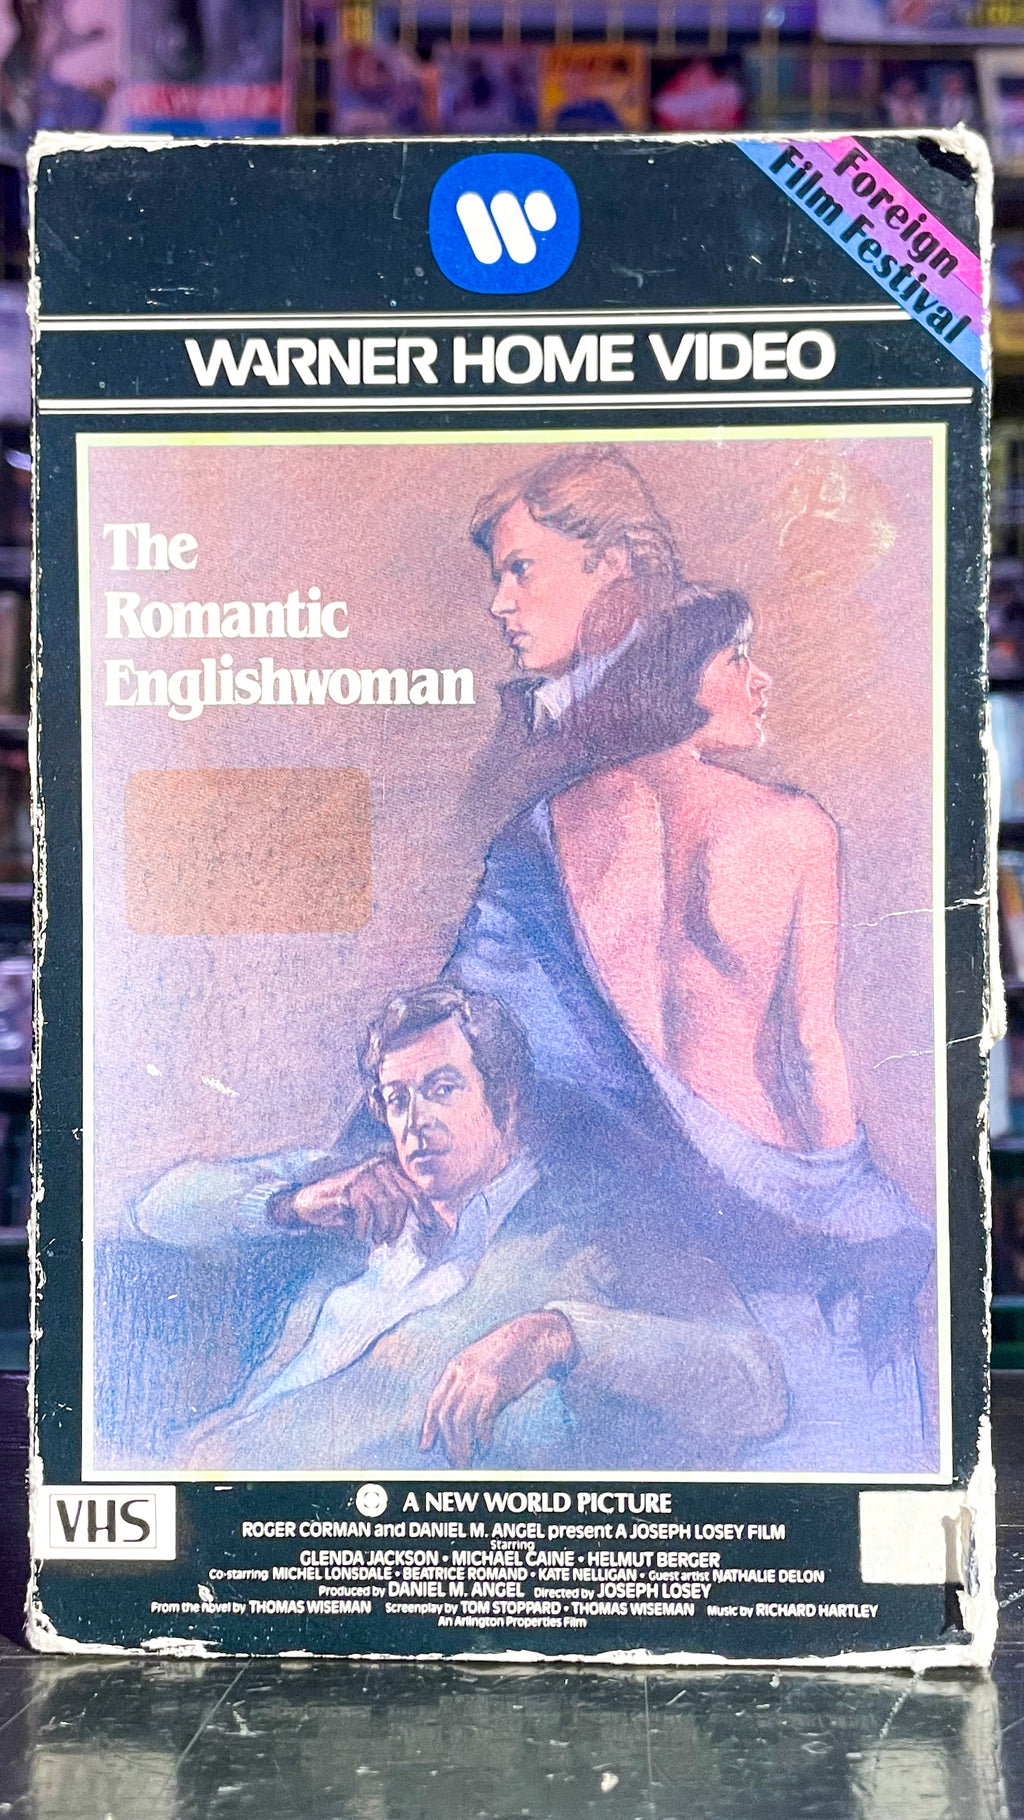 Foreign
Film Festival
WARNER HOME VIDEO
The
Romantic
Englishwoman
VHS
A NEW WORLD PICTURE
ROGER CORMAN and DANIEL M. ANGEL present A JOSEPH LOSEY FILM
Starring
GLENDA JACKSON • MICHAEL CAINE • HELMUT BERGER
Co-starring MICHEL LONSDALE • BEATRICE ROMAND • KATE NELLIGAN • Guest artist NATHALIE DELON
Produced by DANIEL M. ANGEL Directed by JOSEPH LOSEY
From the novel by THOMAS WISEMAN Screenplay by TOM STOPPARD • THOMAS WISEMAN Music by RICHARD HARTLEY
An Arlington Properties Film